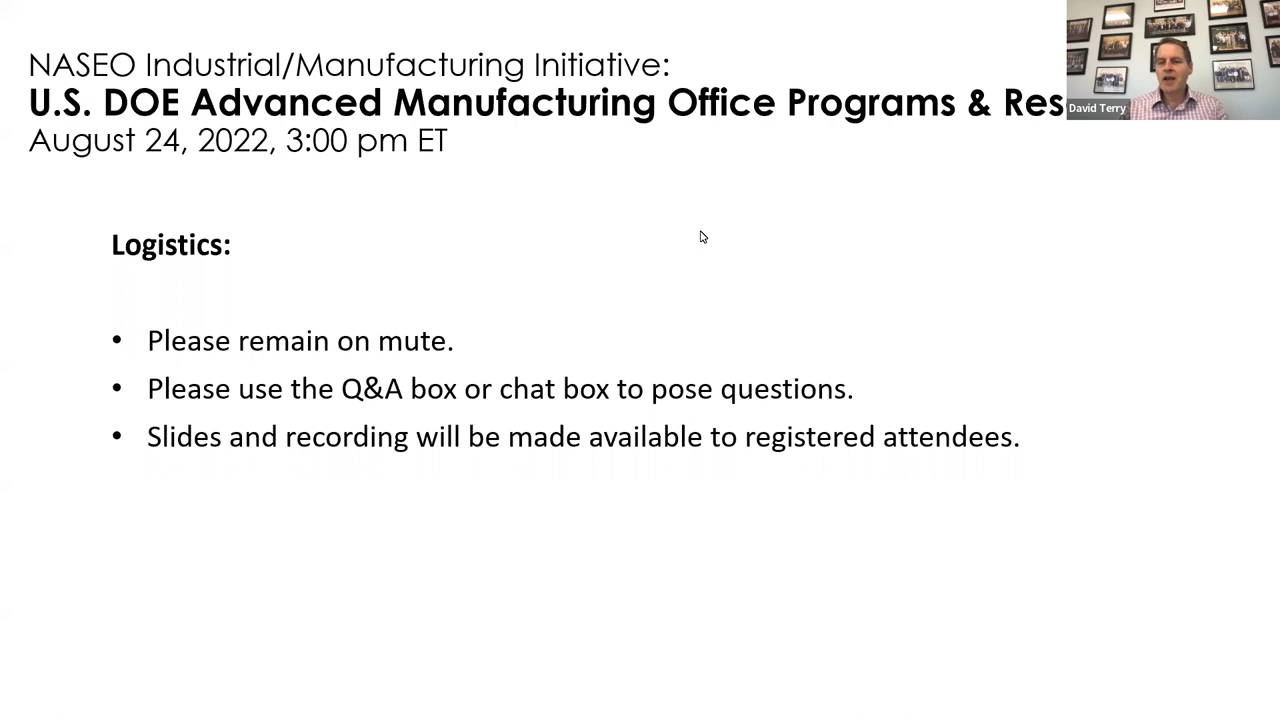 NASEO Industrial/Manufacturing Initiative:
U.S. DOE Advanced Manufacturing Office Programs &
August 24, 2022, 3:00 pm ET
David Terry
Logistics:
• Please remain on mute.
• Please use the Q&A box or chat box to pose questions.
• Slides and recording will be made available to registered attendees.